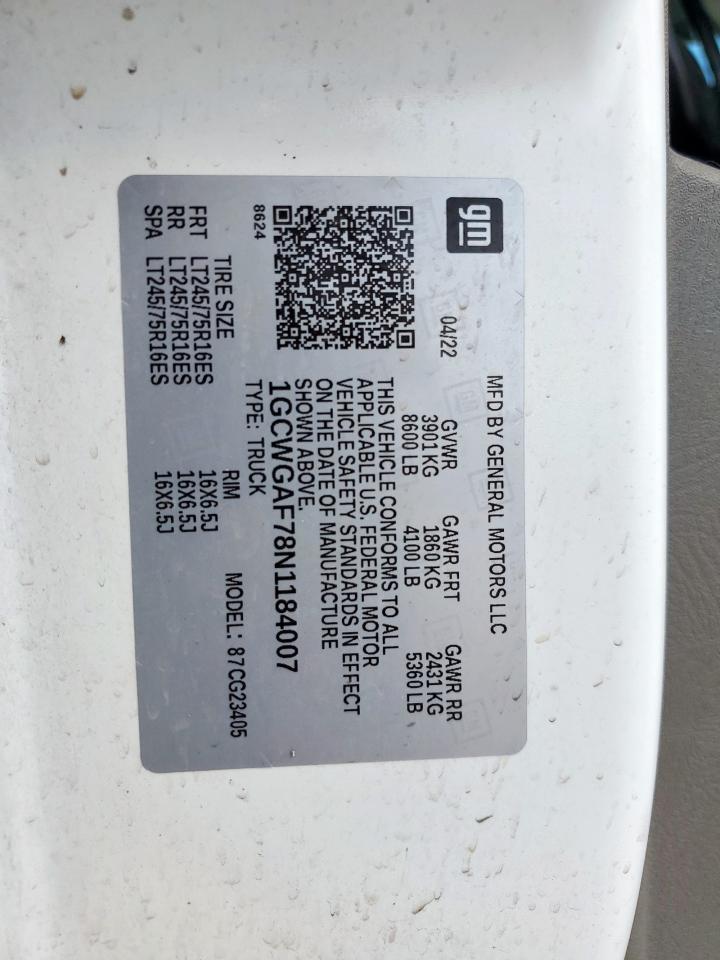 MFD BY GENERAL MOTORS LLC
gm
04/22
GVWR GAWR FRT GAWR RR
3901 KG 1860 KG 2431 KG
8600 LB 4100 LB 5360 LB
THIS VEHICLE CONFORMS TO ALL
APPLICABLE U.S. FEDERAL MOTOR
VEHICLE SAFETY STANDARDS IN EFFECT
ON THE DATE OF MANUFACTURE
SHOWN ABOVE.
1GCWGAF78N1184007
8624
TYPE: TRUCK MODEL: 87CG23405
TIRE SIZE RIM
FRT LT245/75R16ES 16X6.5J
RR LT245/75R16ES 16X6.5J
SPA LT245/75R16ES 16X6.5J